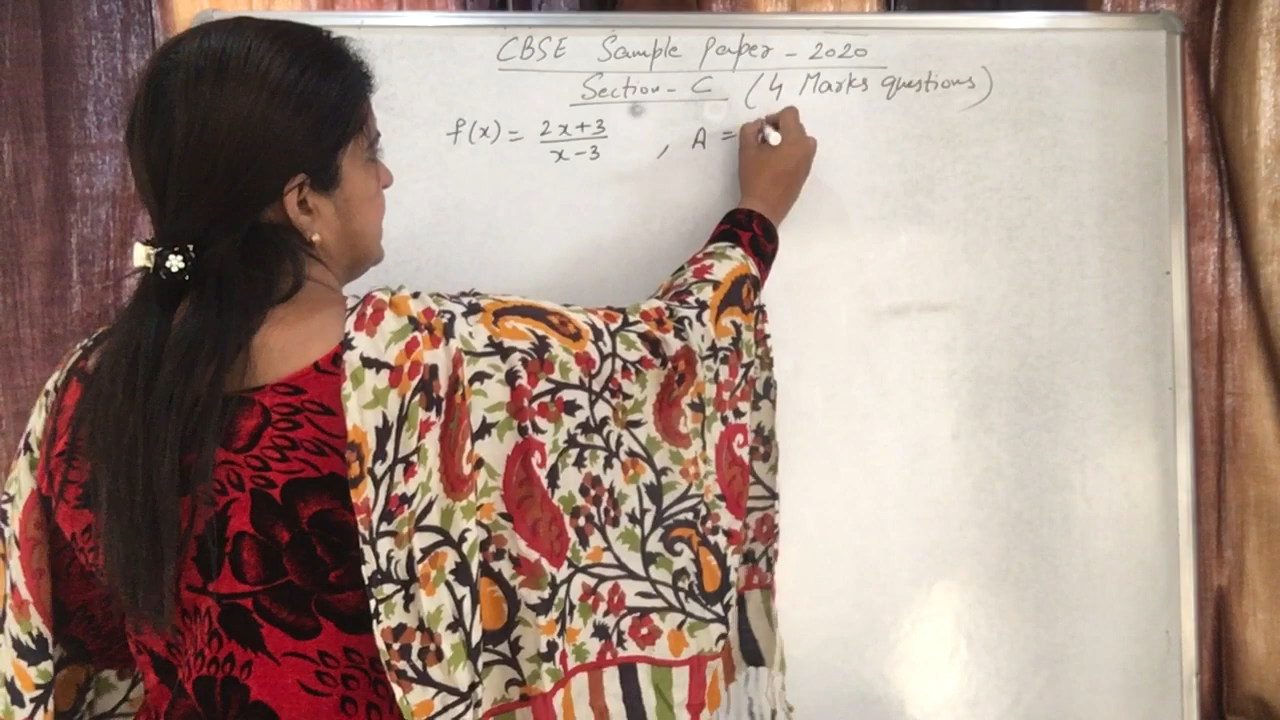 CBSE Sample Paper - 2020
Section - C (4 Marks questions)
f(x) = 2x+3 / x-3 , A =